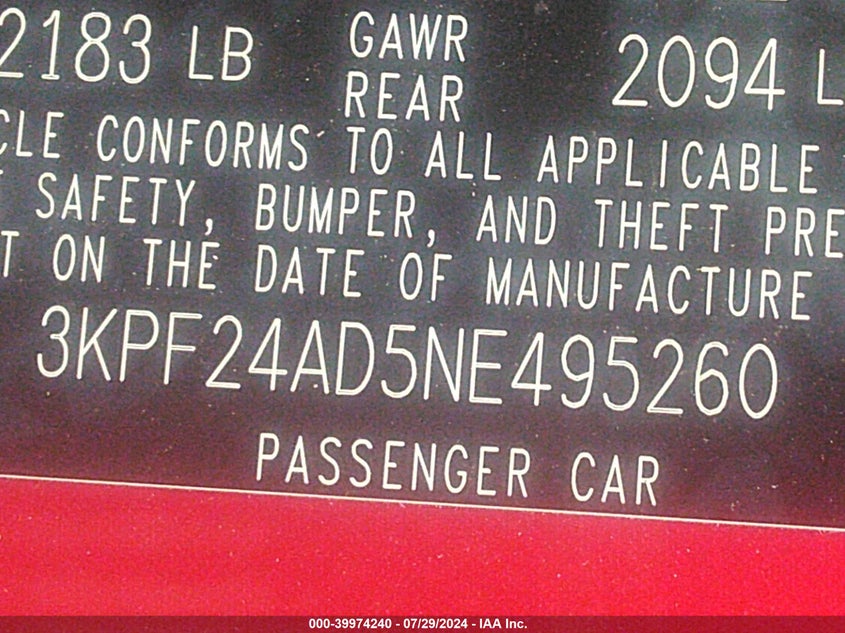 2183 LB GAWR REAR 2094 L
CLE CONFORMS TO ALL APPLICABLE
SAFETY, BUMPER, AND THEFT PRE
T ON THE DATE OF MANUFACTURE
3KPF24AD5NE495260
PASSENGER CAR
000-39974240 - 07/29/2024 - IAA Inc.